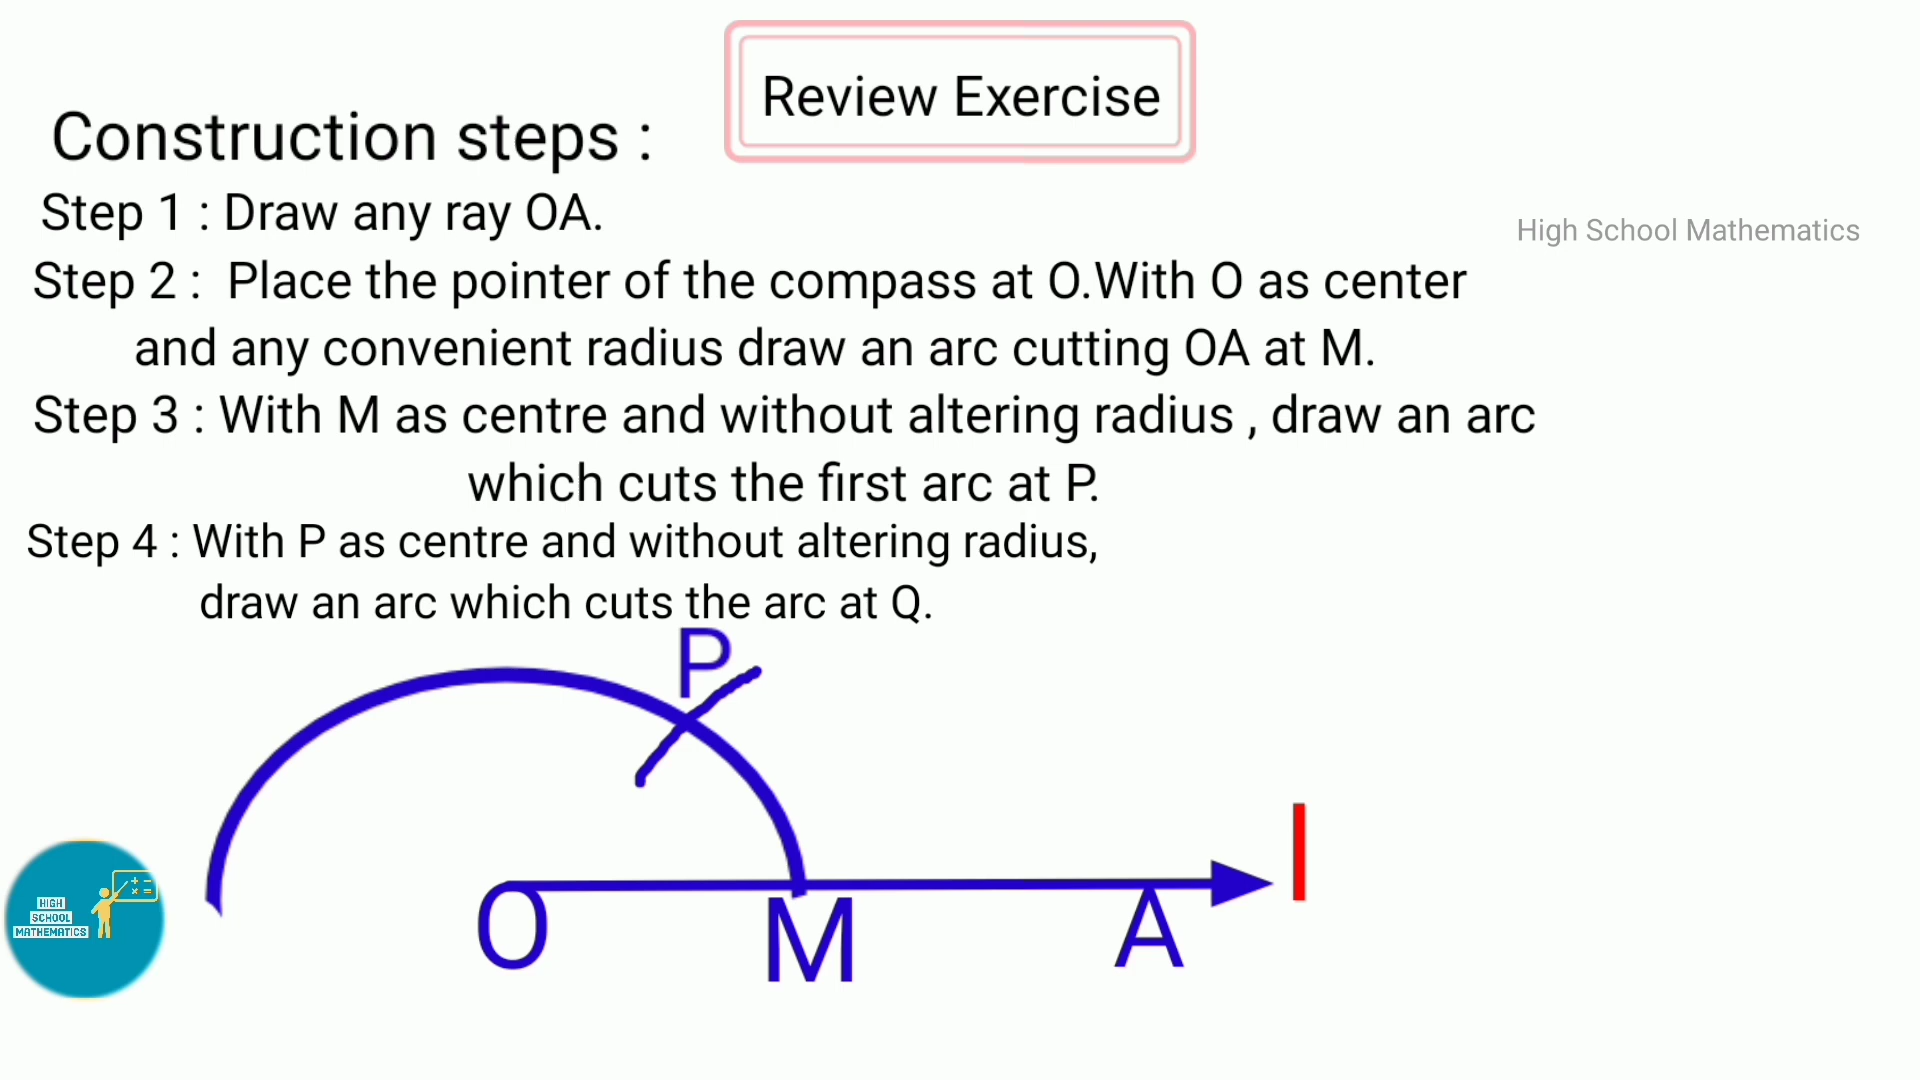 Review Exercise
Construction steps :
Step 1 : Draw any ray OA.
High School Mathematics
Step 2 :  Place the pointer of the compass at O.With O as center
and any convenient radius draw an arc cutting OA at M.
Step 3 : With M as centre and without altering radius , draw an arc
which cuts the first arc at P.
Step 4 : With P as centre and without altering radius,
draw an arc which cuts the arc at Q.
P
l
O
M
A
HIGH
SCHOOL
MATHEMATICS
+ −
× =